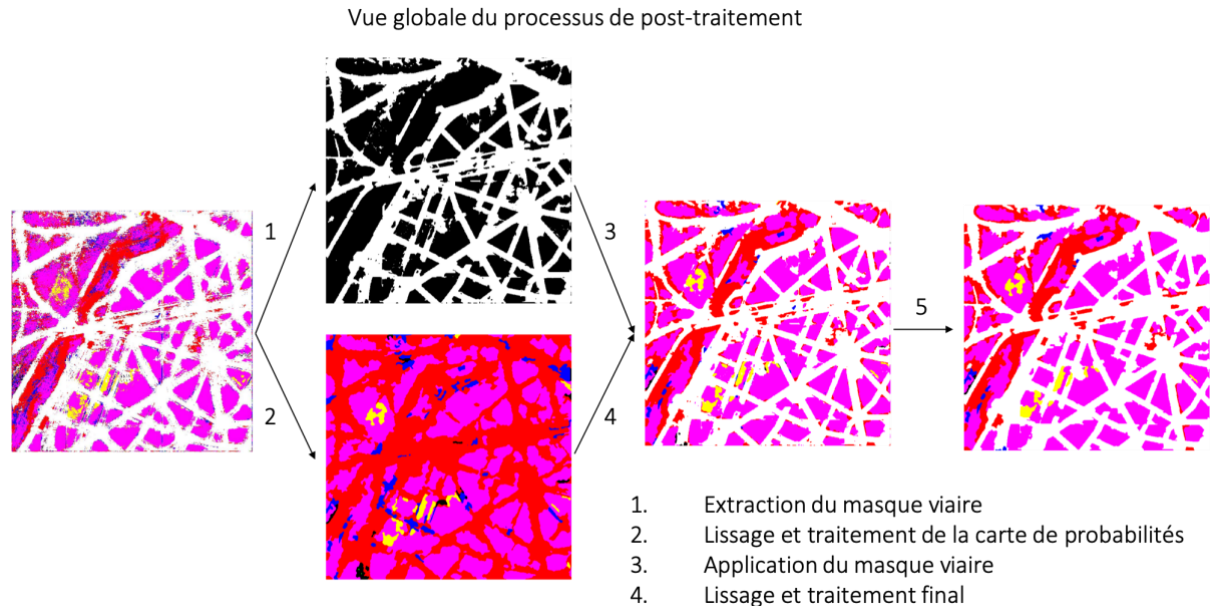 Vue globale du processus de post-traitement
1
2
3
4
5
1. Extraction du masque viaire
2. Lissage et traitement de la carte de probabilités
3. Application du masque viaire
4. Lissage et traitement final